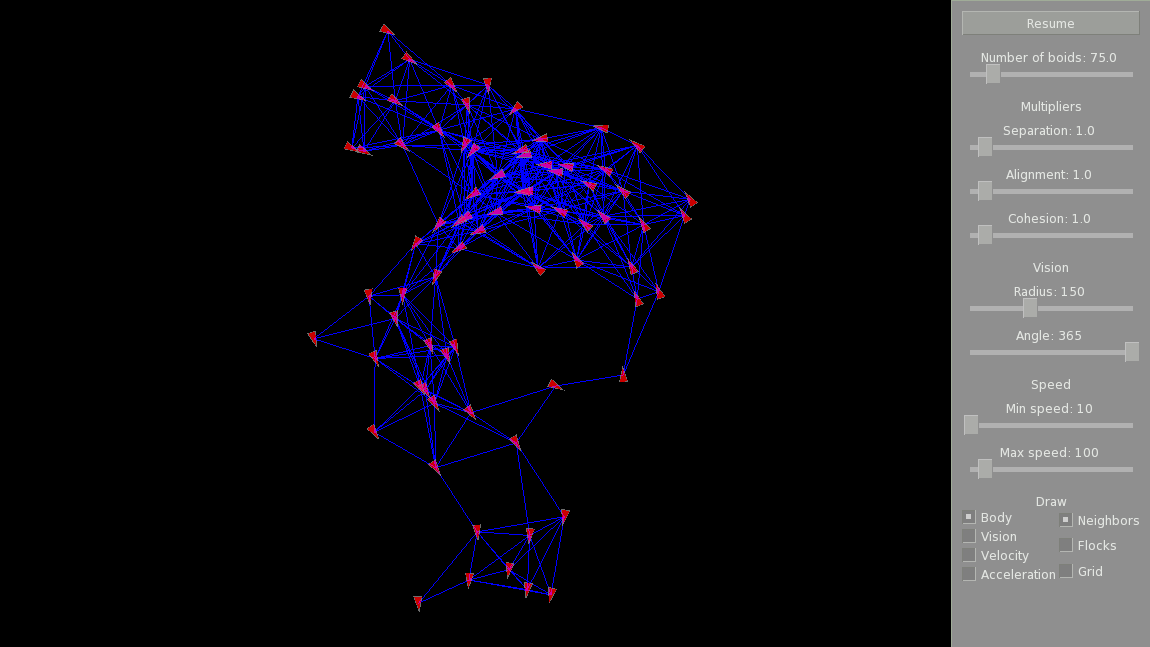 Resume
Number of boids: 75.0
Multipliers
Separation: 1.0
Alignment: 1.0
Cohesion: 1.0
Vision
Radius: 150
Angle: 365
Speed
Min speed: 10
Max speed: 100
Draw
Body
Neighbors
Vision
Flocks
Velocity
Grid
Acceleration